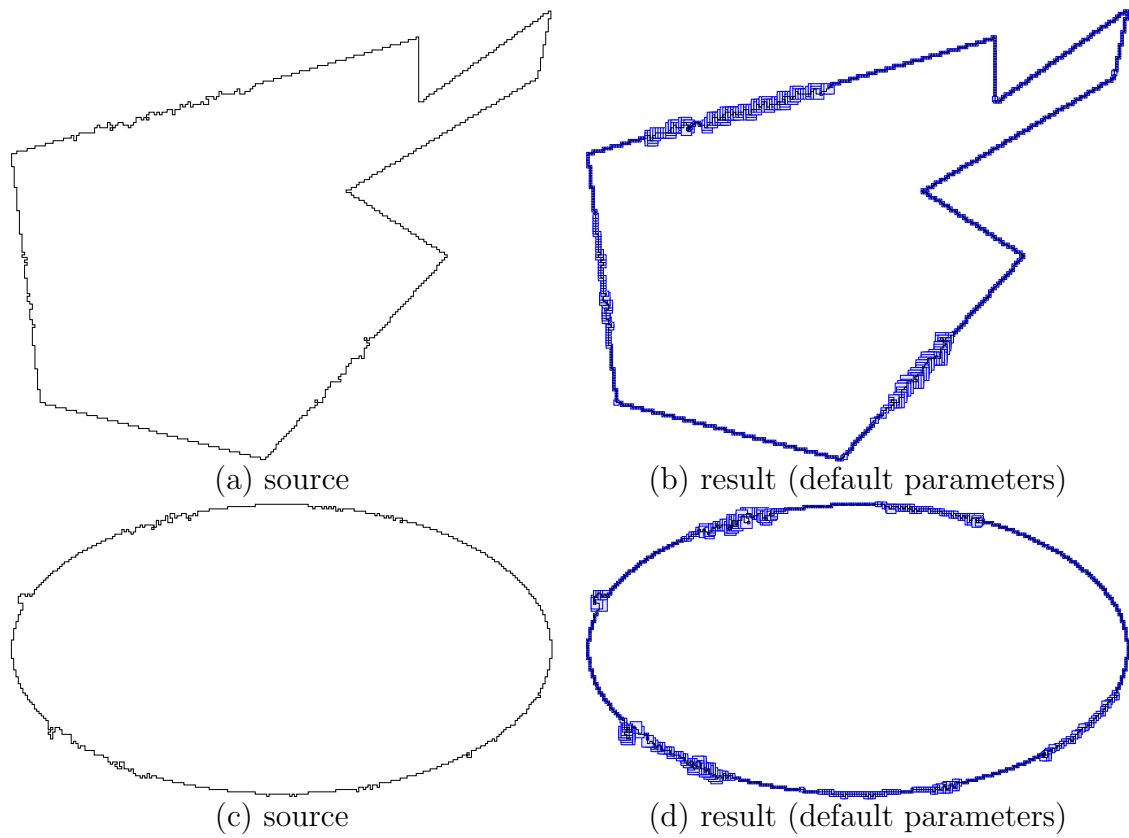 (a) source
(b) result (default parameters)
(c) source
(d) result (default parameters)